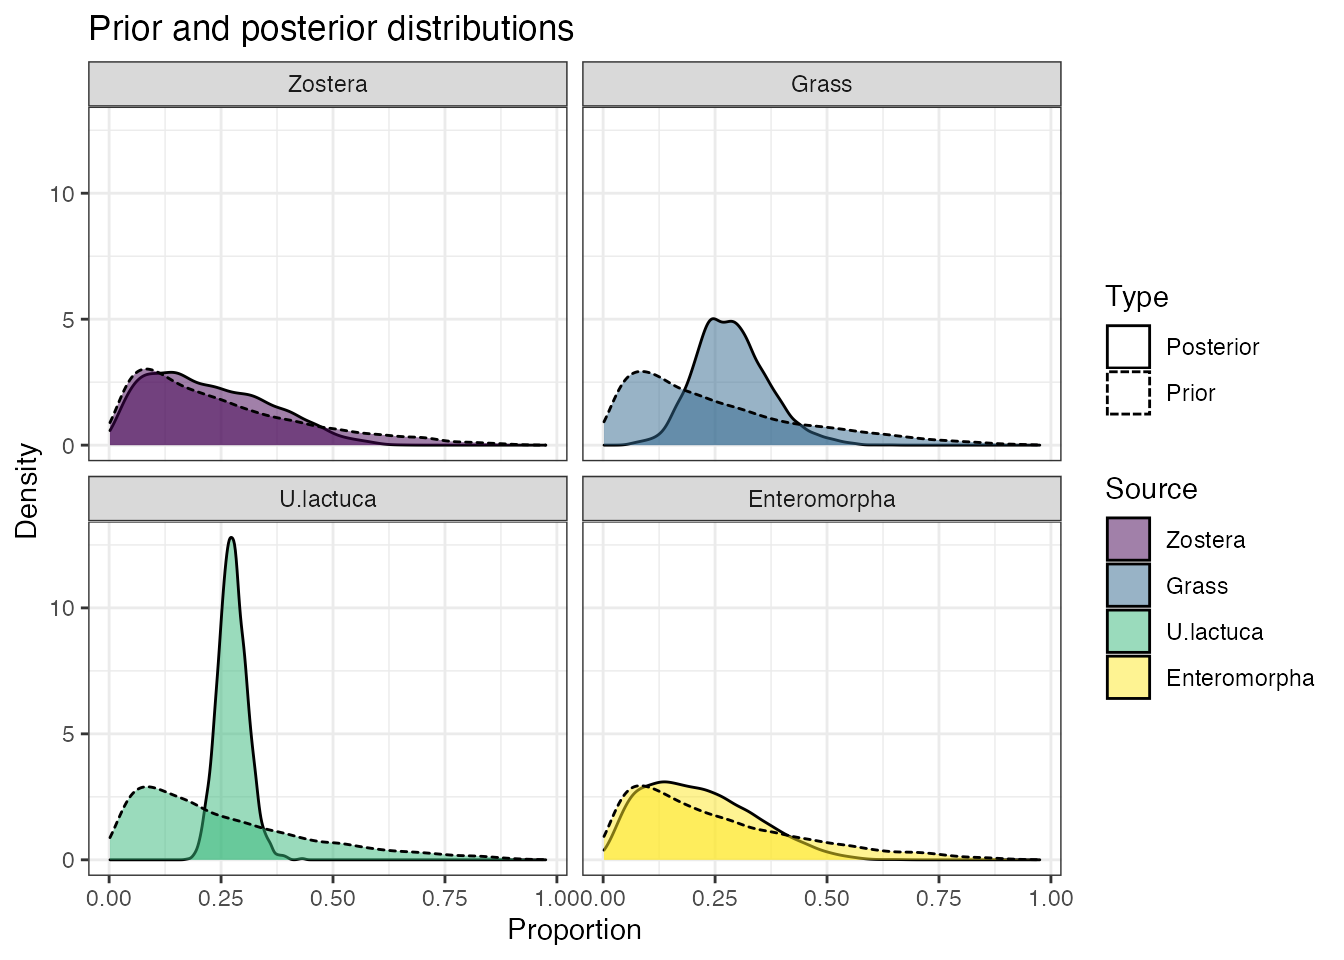 Prior and posterior distributions
Zostera
Grass
10
5
0
Density
U.lactuca
Enteromorpha
10
5
0
0.00 0.25 0.50 0.75 1.00
0.00 0.25 0.50 0.75 1.00
Proportion
Type
Posterior
Prior
Source
Zostera
Grass
U.lactuca
Enteromorpha